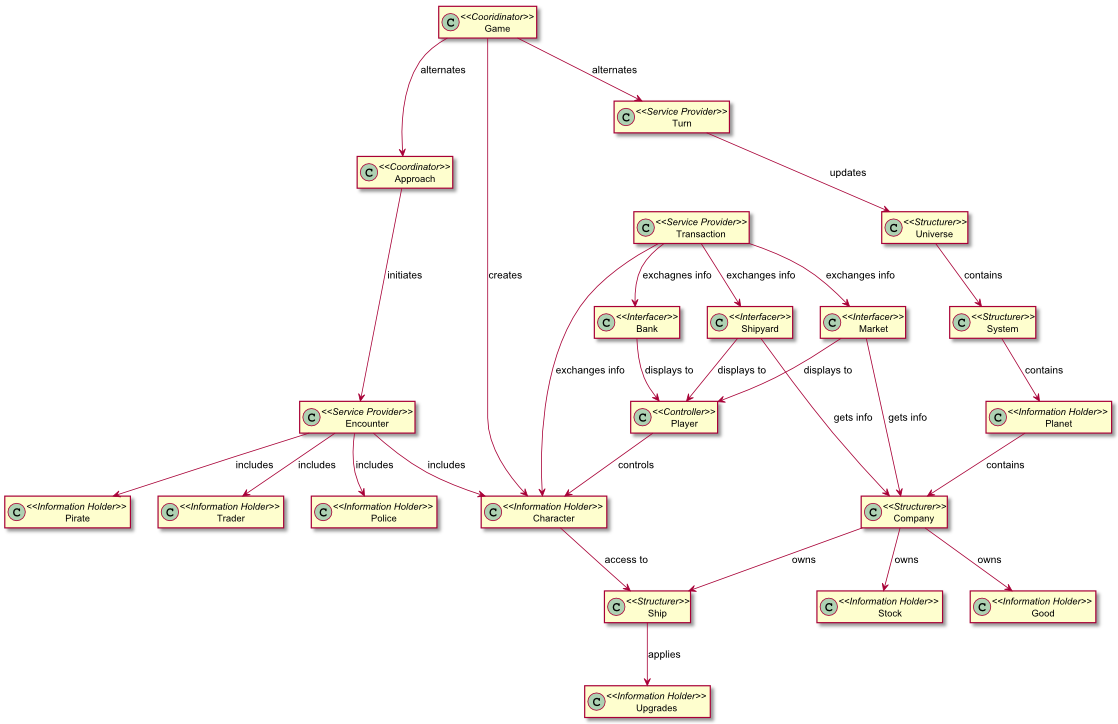 C <<Cooridinator>>
Game
alternates
alternates
C <<Service Provider>>
Turn
C <<Coordinator>>
Approach
updates
C <<Service Provider>>
Transaction
C <<Structurer>>
Universe
initiates
creates
exchagnes info
exchanges info
exchanges info
contains
C <<Interfacer>>
Bank
C <<Interfacer>>
Shipyard
C <<Interfacer>>
Market
C <<Structurer>>
System
exchanges info
displays to
displays to
displays to
contains
C <<Service Provider>>
Encounter
C <<Controller>>
Player
gets info
gets info
C <<Information Holder>>
Planet
includes
includes
includes
includes
controls
contains
C <<Information Holder>>
Pirate
C <<Information Holder>>
Trader
C <<Information Holder>>
Police
C <<Information Holder>>
Character
C <<Structurer>>
Company
access to
owns
owns
owns
C <<Structurer>>
Ship
C <<Information Holder>>
Stock
C <<Information Holder>>
Good
applies
C <<Information Holder>>
Upgrades